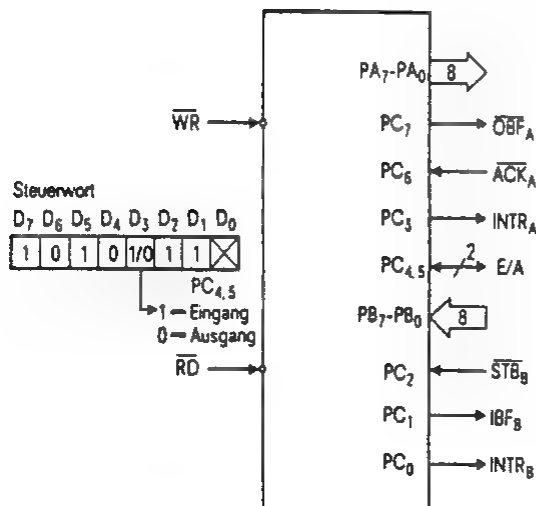 PA7-PA0 8
WR
PC7 OBFA
PC6 ACKA
Steuerwort
PC3 INTRA
D7 D6 D5 D4 D3 D2 D1 D0
1 0 1 0 1/0 1 1
PC4,5 2 E/A
PC4,5
1 – Eingang
0 – Ausgang
PB7-PB0 8
RD
PC2 STBB
PC1 IBFB
PC0 INTRB